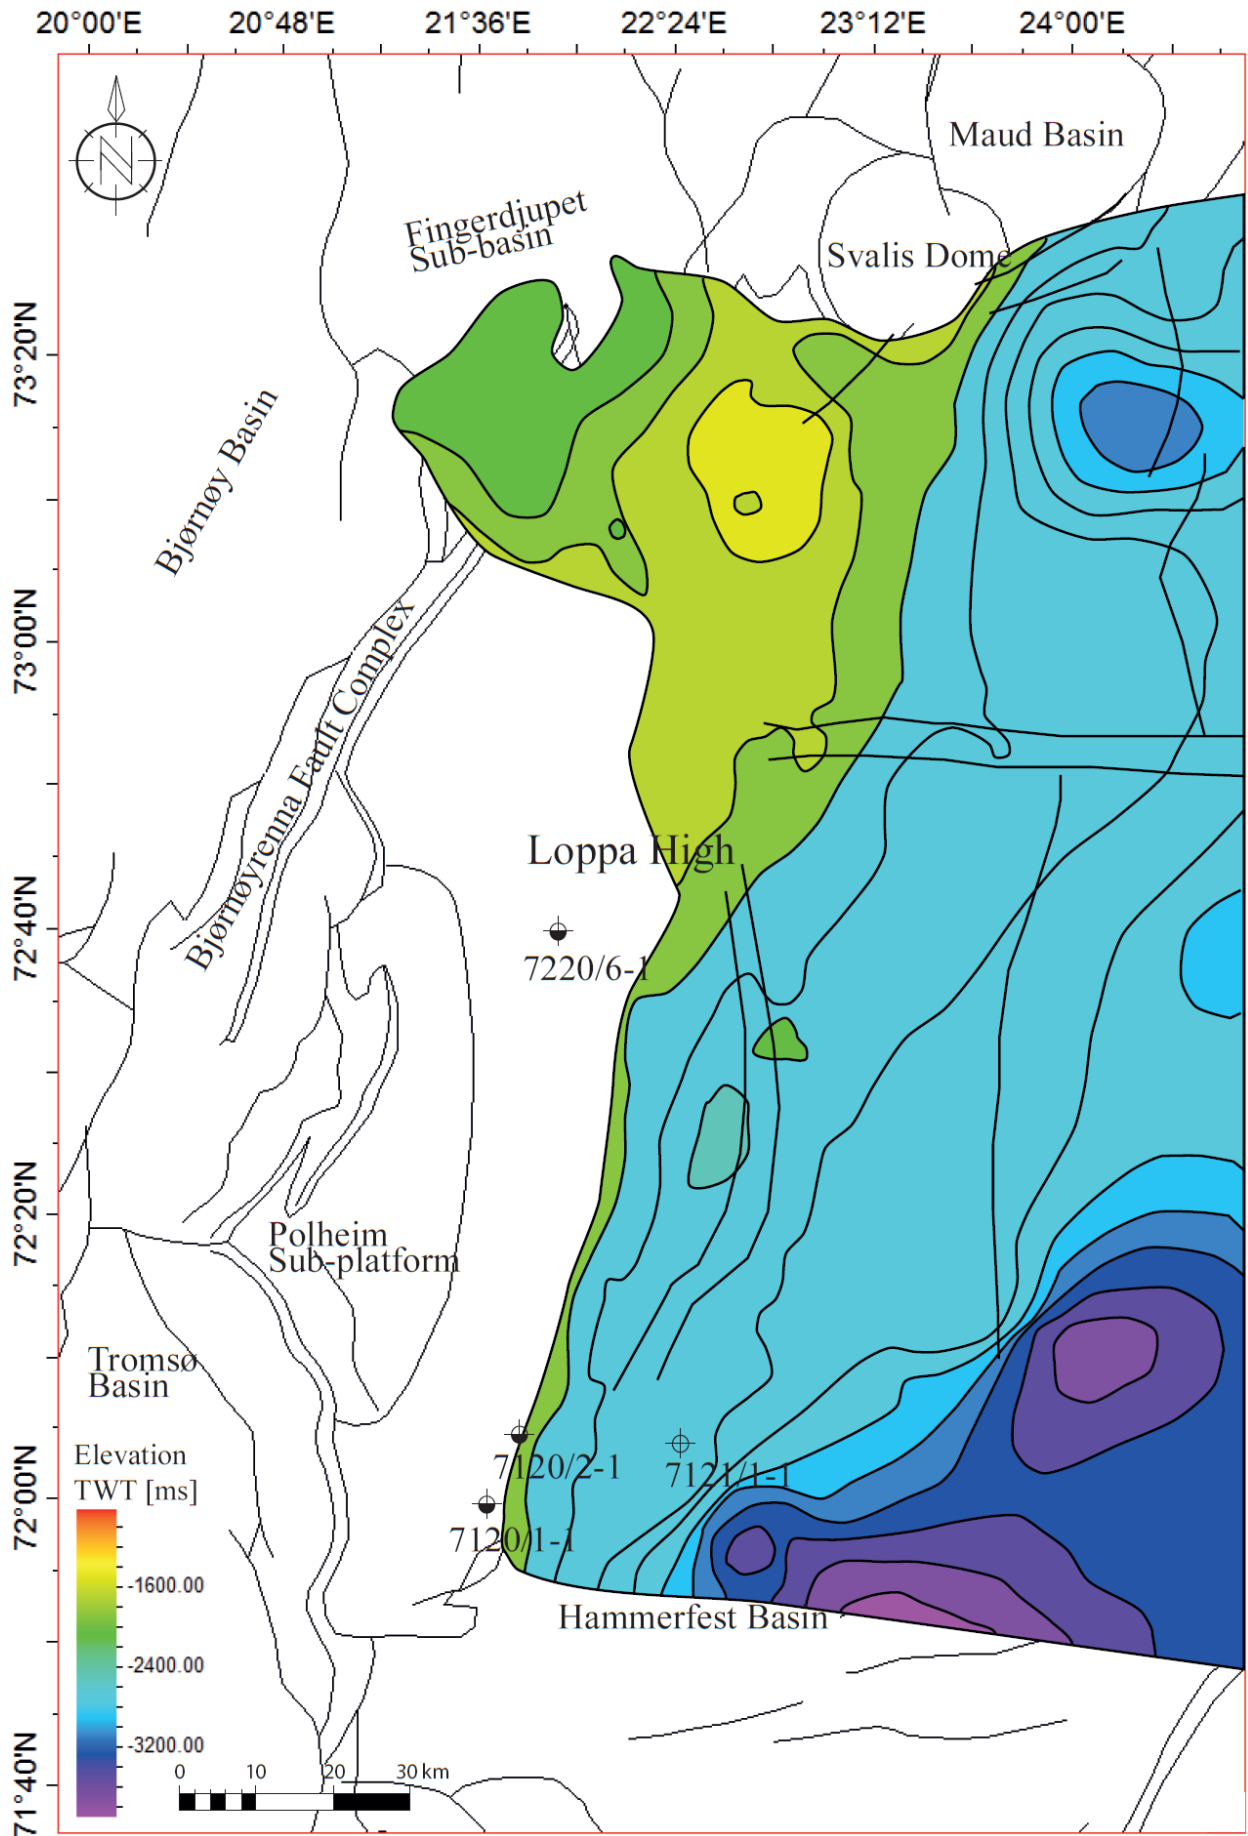 20°00'E 20°48'E 21°36'E 22°24'E 23°12'E 24°00'E
Maud Basin
N
Fingerdjupet
Sub-basin
Svalis Dome
73°20'N
Bjørnøy Basin
73°00'N
Bjørnøyrenna Fault Complex
Loppa High
72°40'N
7220/6-1
72°20'N
Polheim
Sub-platform
Tromsø
Basin
Elevation
TWT [ms]
7120/2-1
7121/1-1
72°00'N
7120/1-1
-1600.00
Hammerfest Basin
-2400.00
-3200.00
71°40'N
0 10 20 30 km